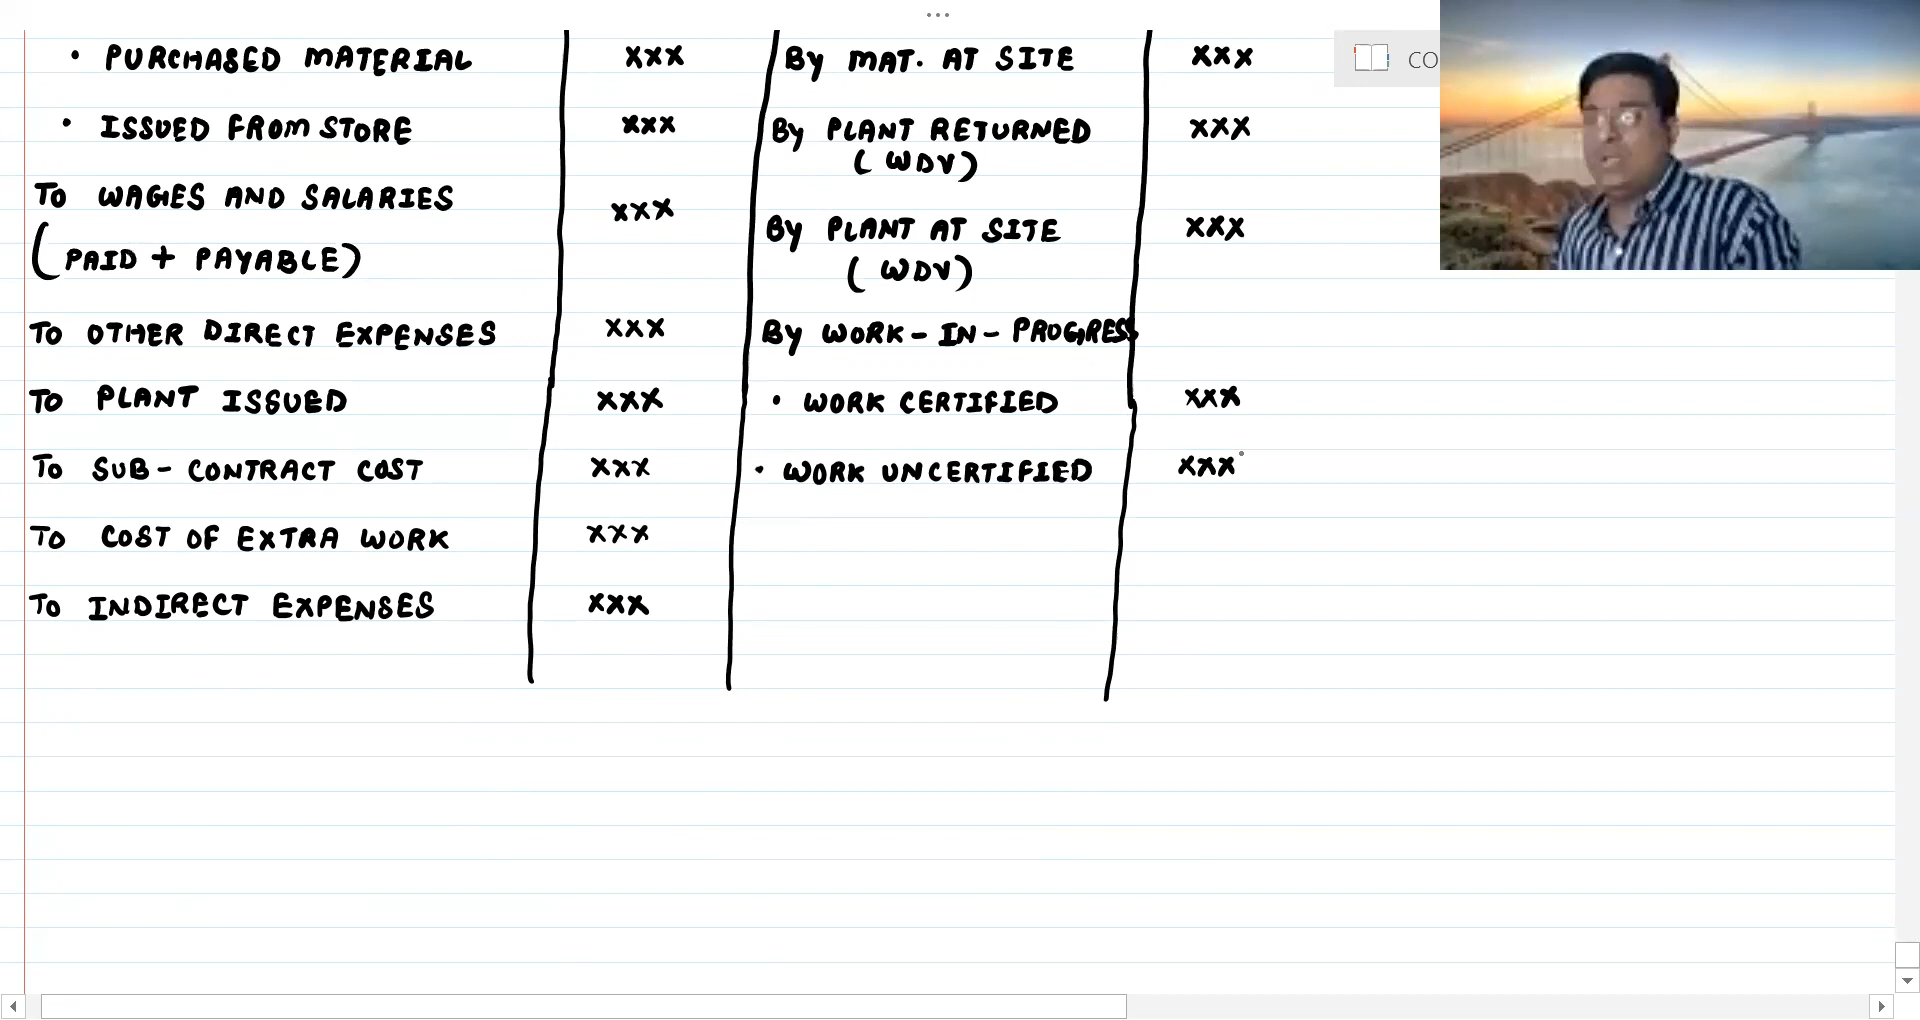 • PURCHASED MATERIAL XXX By MAT. AT SITE XXX
• ISSUED FROM STORE XXX By PLANT RETURNED XXX
(WDV)
To WAGES AND SALARIES XXX
(PAID + PAYABLE)
By PLANT AT SITE XXX
(WDV)
To OTHER DIRECT EXPENSES XXX By WORK-IN-PROGRESS
To PLANT ISSUED XXX • WORK CERTIFIED XXX
To SUB-CONTRACT COST XXX • WORK UNCERTIFIED XXX
To COST OF EXTRA WORK XXX
To INDIRECT EXPENSES XXX
CO